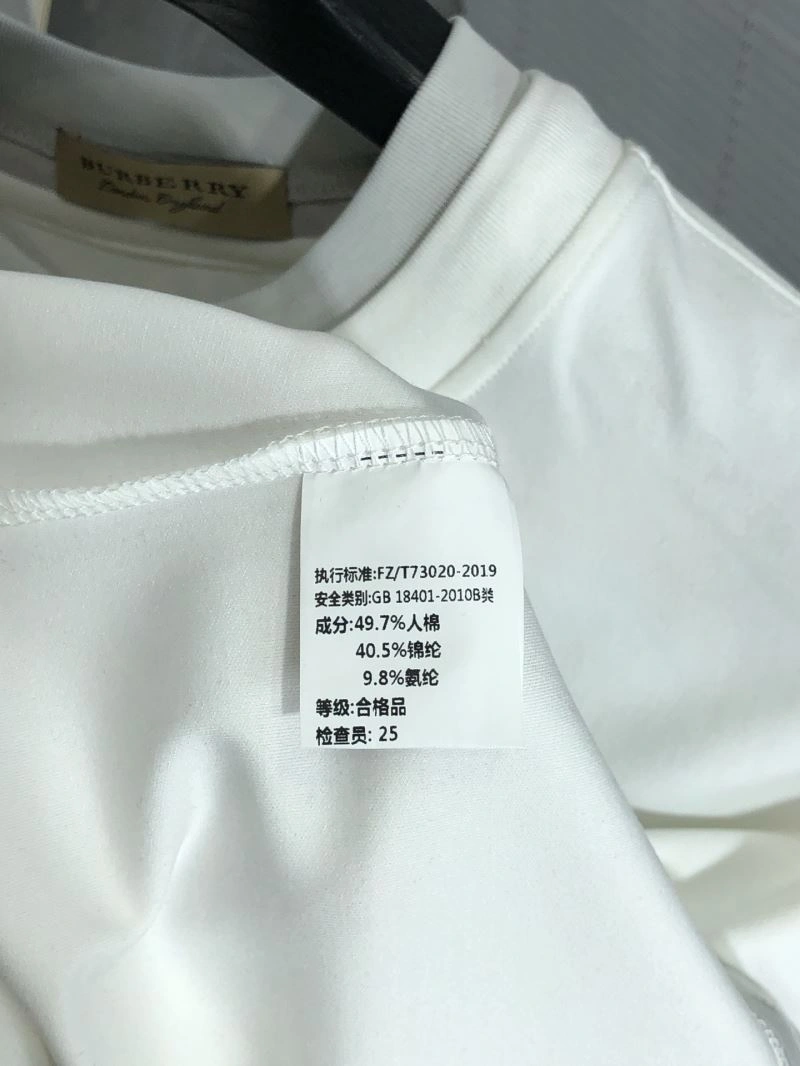 BURBERRY
London, England
执行标准:FZ/T73020-2019
安全类别:GB 18401-2010B类
成分:49.7%人棉
40.5%锦纶
9.8%氨纶
等级:合格品
检查员: 25